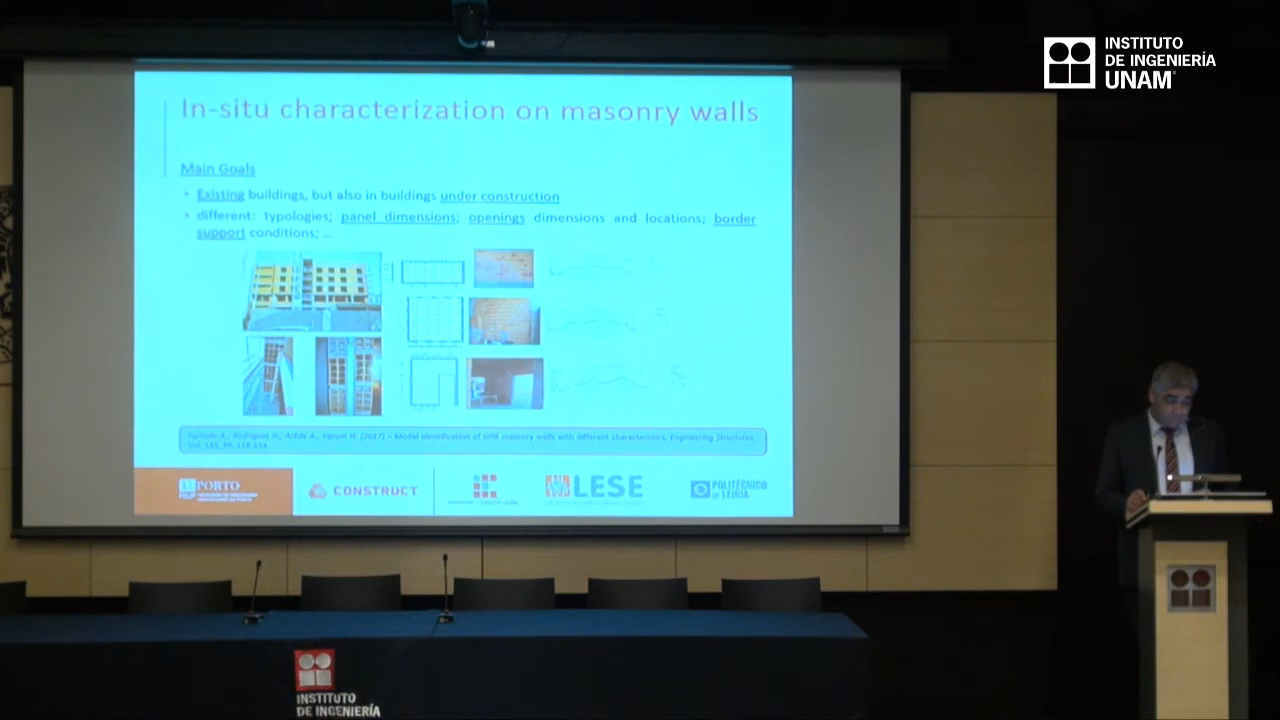 INSTITUTO
DE INGENIERÍA
UNAM
In-situ characterization on masonry walls
Main Goals
• Existing buildings, but also in buildings under construction
• different: typologies; panel dimensions; openings dimensions and locations; border
support conditions; ...
Furtado A., Rodrigues H., Arêde A., Varum H. (2017) – Modal identification of infill masonry walls with different characteristics, Engineering Structures,
PORTO
CONSTRUCT
LESE
POLITÉCNICO
DE LEIRIA
INSTITUTO
DE INGENIERÍA